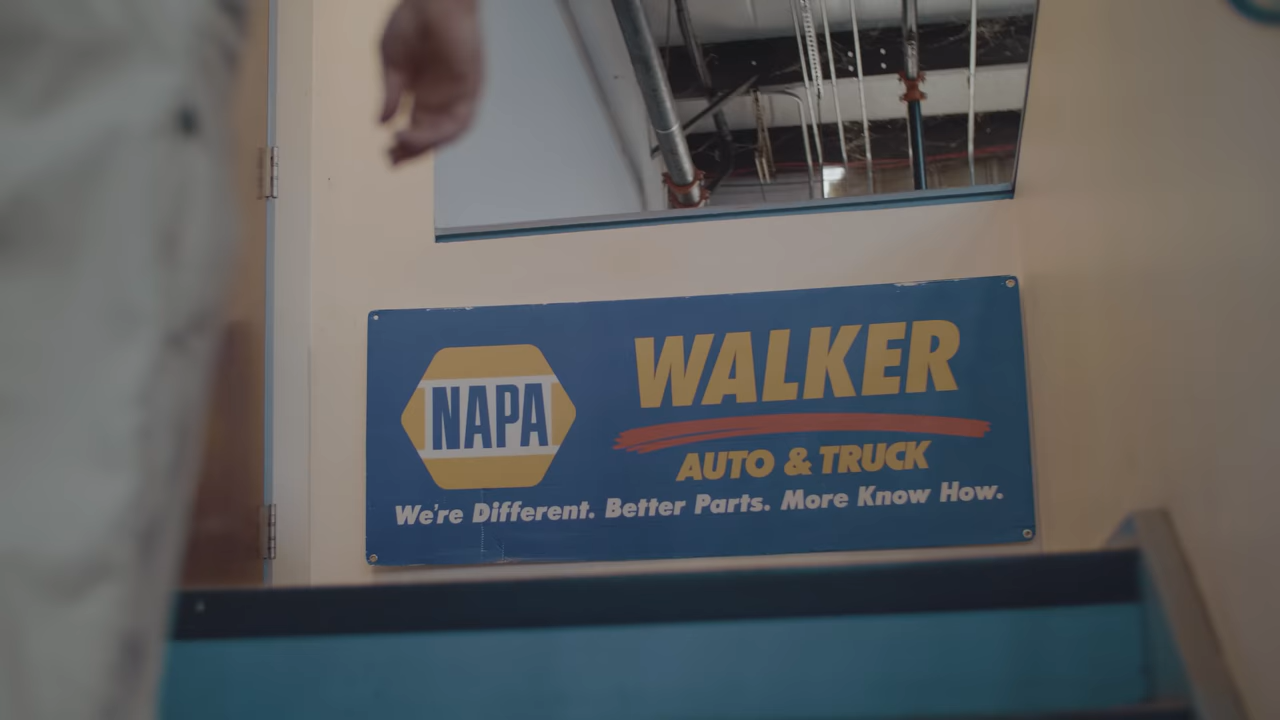 NAPA
WALKER
AUTO & TRUCK
We're Different. Better Parts. More Know How.